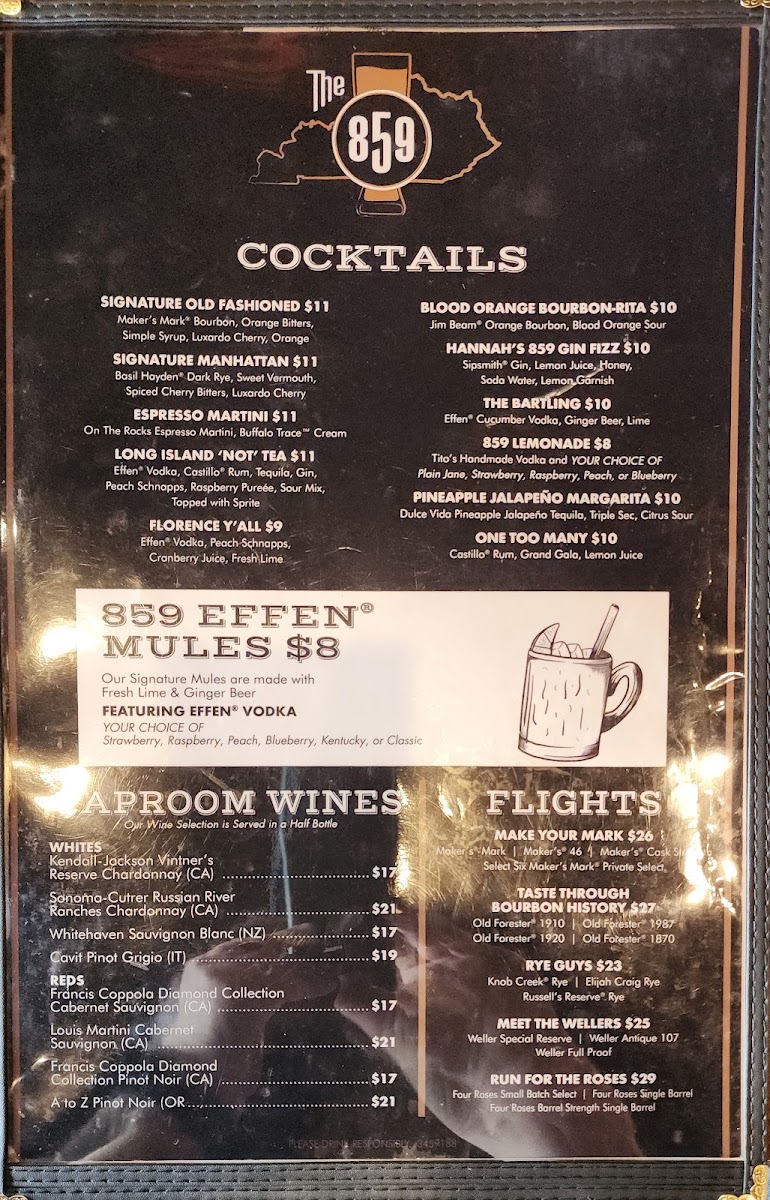 The
859
COCKTAILS
SIGNATURE OLD FASHIONED $11
Maker's Mark® Bourbon, Orange Bitters,
Simple Syrup, Luxardo Cherry, Orange
SIGNATURE MANHATTAN $11
Basil Hayden® Dark Rye, Sweet Vermouth,
Spiced Cherry Bitters, Luxardo Cherry
ESPRESSO MARTINI $11
On The Rocks Espresso Martini, Buffalo Trace™ Cream
LONG ISLAND 'NOT' TEA $11
Effen® Vodka, Castillo® Rum, Tequila, Gin,
Peach Schnapps, Raspberry Pureée, Sour Mix,
Topped with Sprite
FLORENCE Y'ALL $9
Effen® Vodka, Peach Schnapps,
Cranberry Juice, Fresh Lime
BLOOD ORANGE BOURBON-RITA $10
Jim Beam® Orange Bourbon, Blood Orange Sour
HANNAH'S 859 GIN FIZZ $10
Sipsmith® Gin, Lemon Juice, Honey,
Soda Water, Lemon Garnish
THE BARTLING $10
Effen® Cucumber Vodka, Ginger Beer, Lime
859 LEMONADE $8
Tito's Handmade Vodka and YOUR CHOICE OF
Plain Jane, Strawberry, Raspberry, Peach, or Blueberry
PINEAPPLE JALAPEÑO MARGARITA $10
Dulce Vida Pineapple Jalapeño Tequila, Triple Sec, Citrus Sour
ONE TOO MANY $10
Castillo® Rum, Grand Gala, Lemon Juice
859 EFFEN®
MULES $8
Our Signature Mules are made with
Fresh Lime & Ginger Beer
FEATURING EFFEN® VODKA
YOUR CHOICE OF
Strawberry, Raspberry, Peach, Blueberry, Kentucky, or Classic
TAPROOM WINES
Our Wine Selection is Served in a Half Bottle
WHITES
Kendall-Jackson Vintner's
Reserve Chardonnay (CA) $17
Sonoma-Cutrer Russian River
Ranches Chardonnay (CA) $21
Whitehaven Sauvignon Blanc (NZ) $17
Cavit Pinot Grigio (IT) $19
REDS
Francis Coppola Diamond Collection
Cabernet Sauvignon (CA) $17
Louis Martini Cabernet
Sauvignon (CA) $21
Francis Coppola Diamond
Collection Pinot Noir (CA) $17
A to Z Pinot Noir (OR $21
FLIGHTS
MAKE YOUR MARK $26
Maker's Mark | Maker's® 46 | Maker's® Cask Strength
Select Six Maker's Mark® Private Select
TASTE THROUGH
BOURBON HISTORY $27
Old Forester® 1910 | Old Forester® 1987
Old Forester® 1920 | Old Forester® 1870
RYE GUYS $23
Knob Creek® Rye | Elijah Craig Rye
Russell's Reserve® Rye
MEET THE WELLERS $25
Weller Special Reserve | Weller Antique 107
Weller Full Proof
RUN FOR THE ROSES $29
Four Roses Small Batch Select | Four Roses Single Barrel
Four Roses Barrel Strength Single Barrel
PLEASE DRINK RESPONSIBLY. 3459188